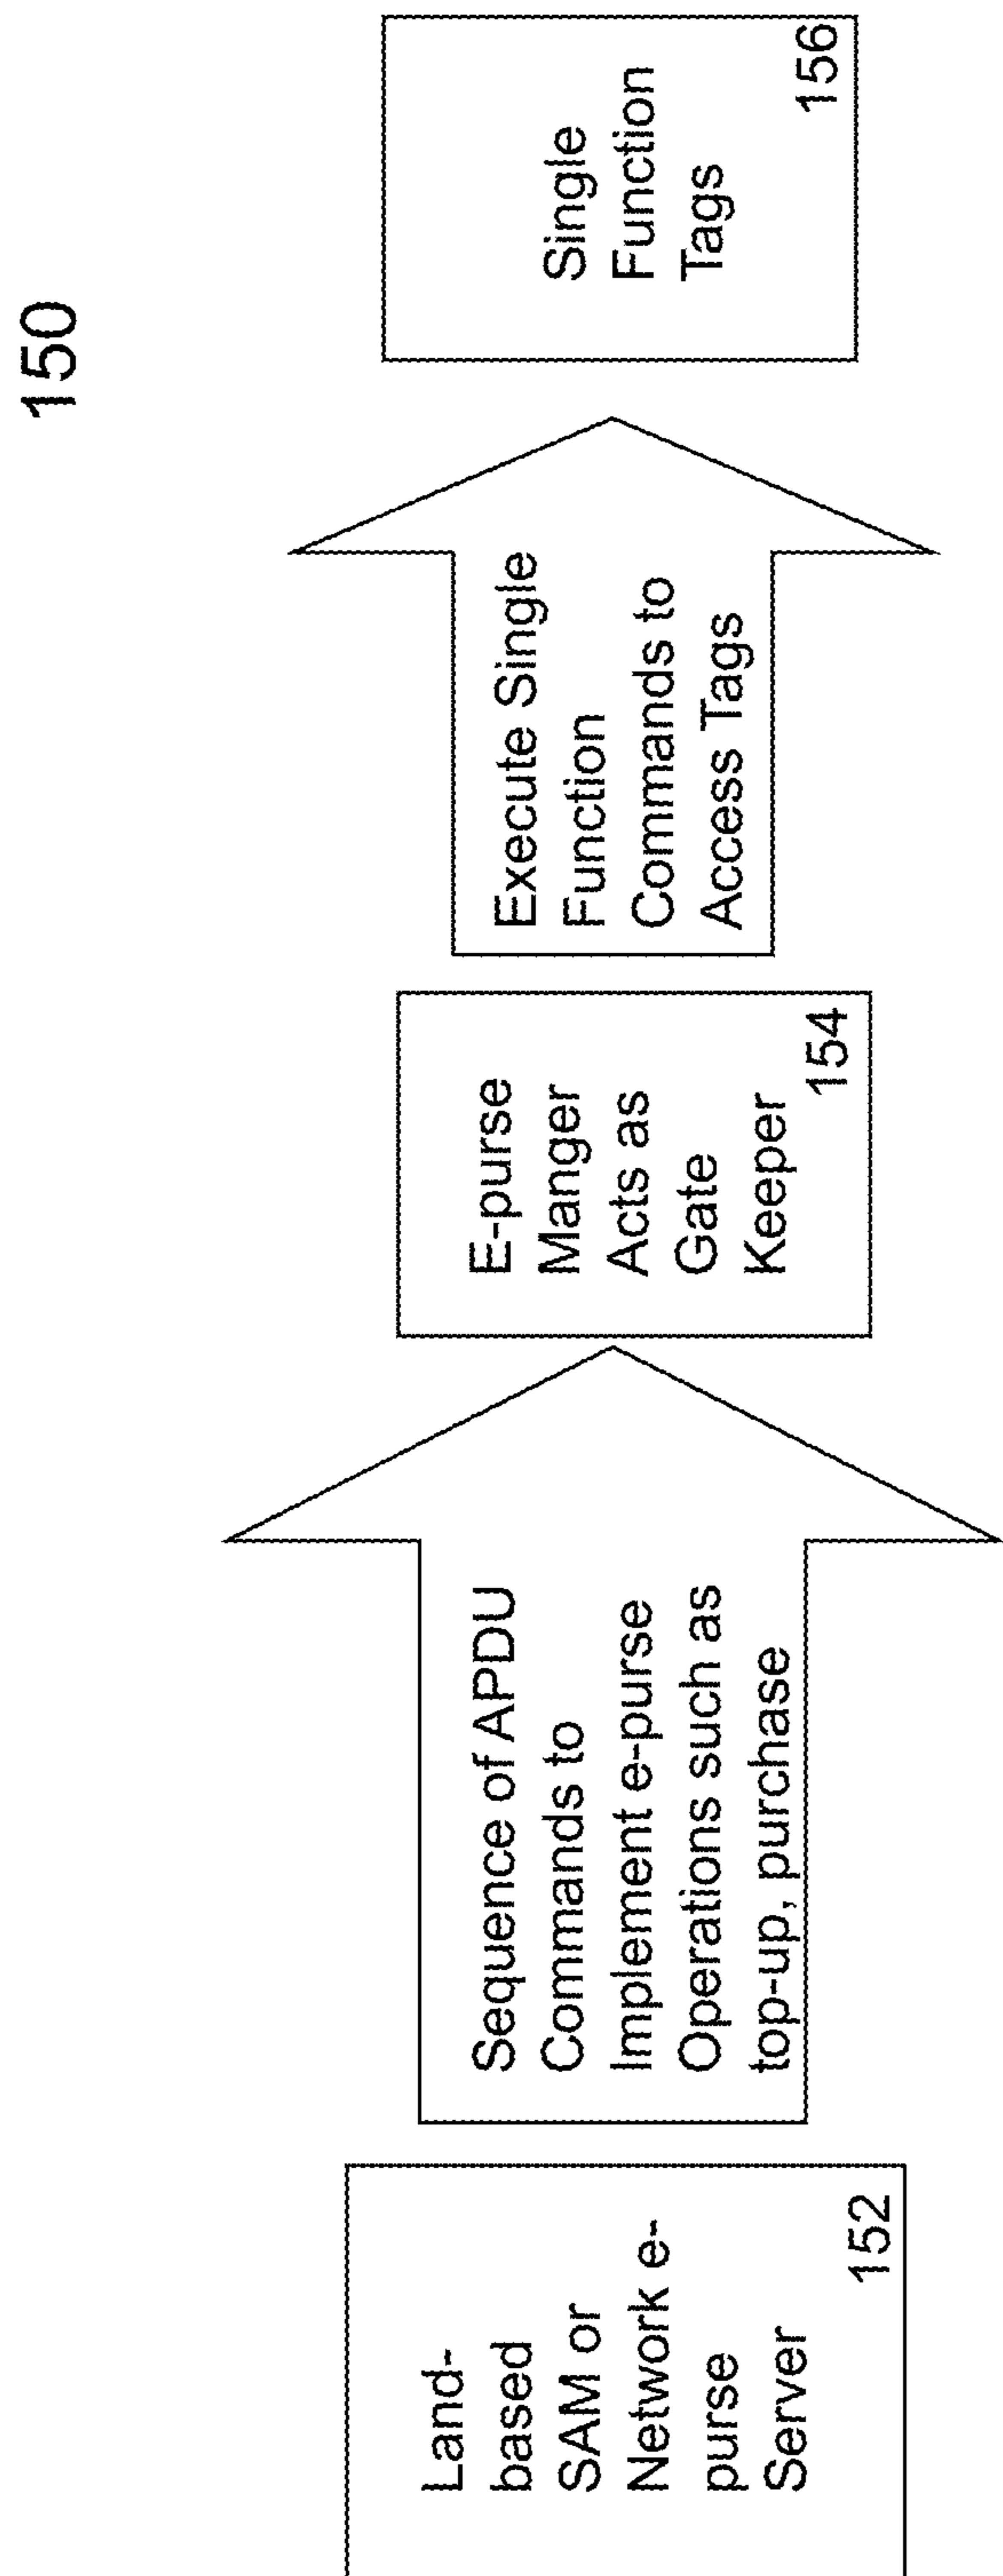 150
Land-
based
SAM or
Network e-
purse
Server
152
Sequence of APDU
Commands to
Implement e-purse
Operations such as
top-up, purchase
E-purse
Manger
Acts as
Gate
Keeper
154
Execute Single
Function
Commands to
Access Tags
Single
Function
Tags
156